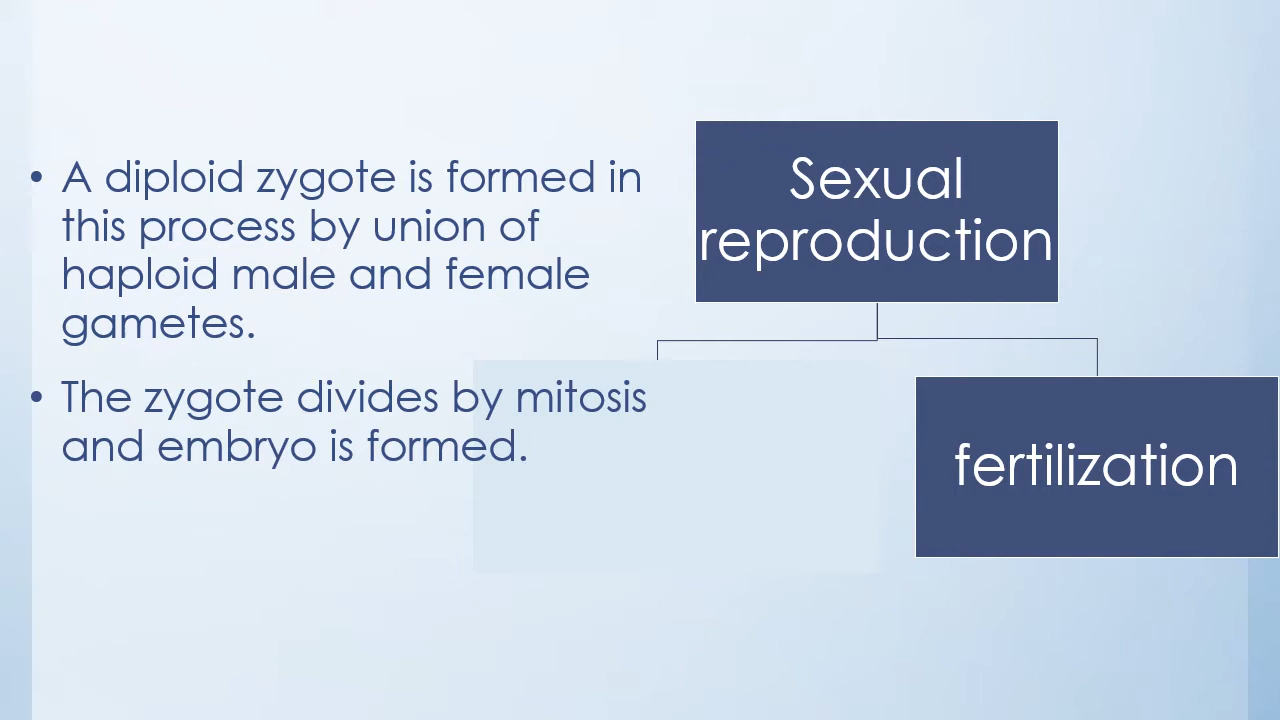 • A diploid zygote is formed in
this process by union of
haploid male and female
gametes.
• The zygote divides by mitosis
and embryo is formed.
Sexual
reproduction
fertilization